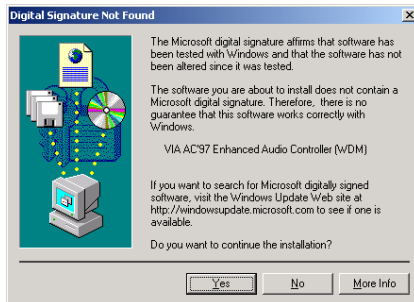 Digital Signature Not Found
The Microsoft digital signature affirms that software has
been tested with Windows and that the software has not
been altered since it was tested.
The software you are about to install does not contain a
Microsoft digital signature. Therefore, there is no
guarantee that this software works correctly with
Windows.
VIA AC'97 Enhanced Audio Controller (WDM)
If you want to search for Microsoft digitally signed
software, visit the Windows Update Web site at
http://windowsupdate.microsoft.com to see if one is
available.
Do you want to continue the installation?
Yes No More Info